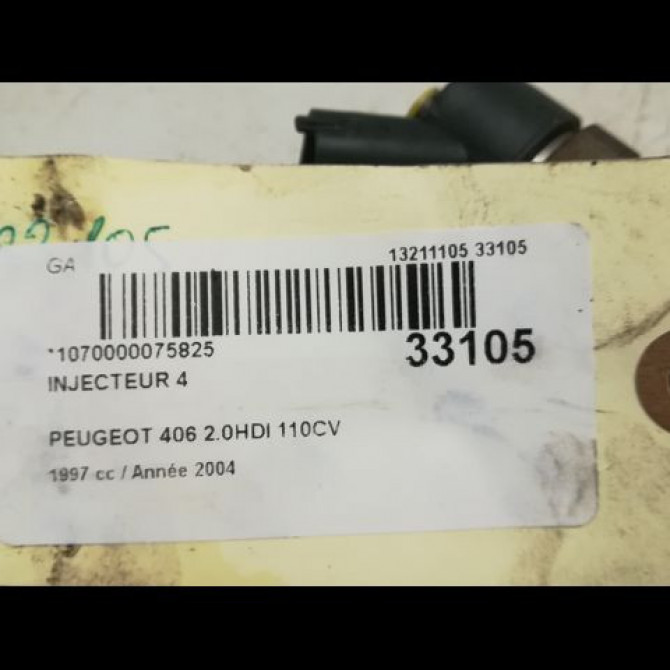 GA
13211105 33105
*1070000075825
33105
INJECTEUR 4
PEUGEOT 406 2.0HDI 110CV
1997 cc / Année 2004